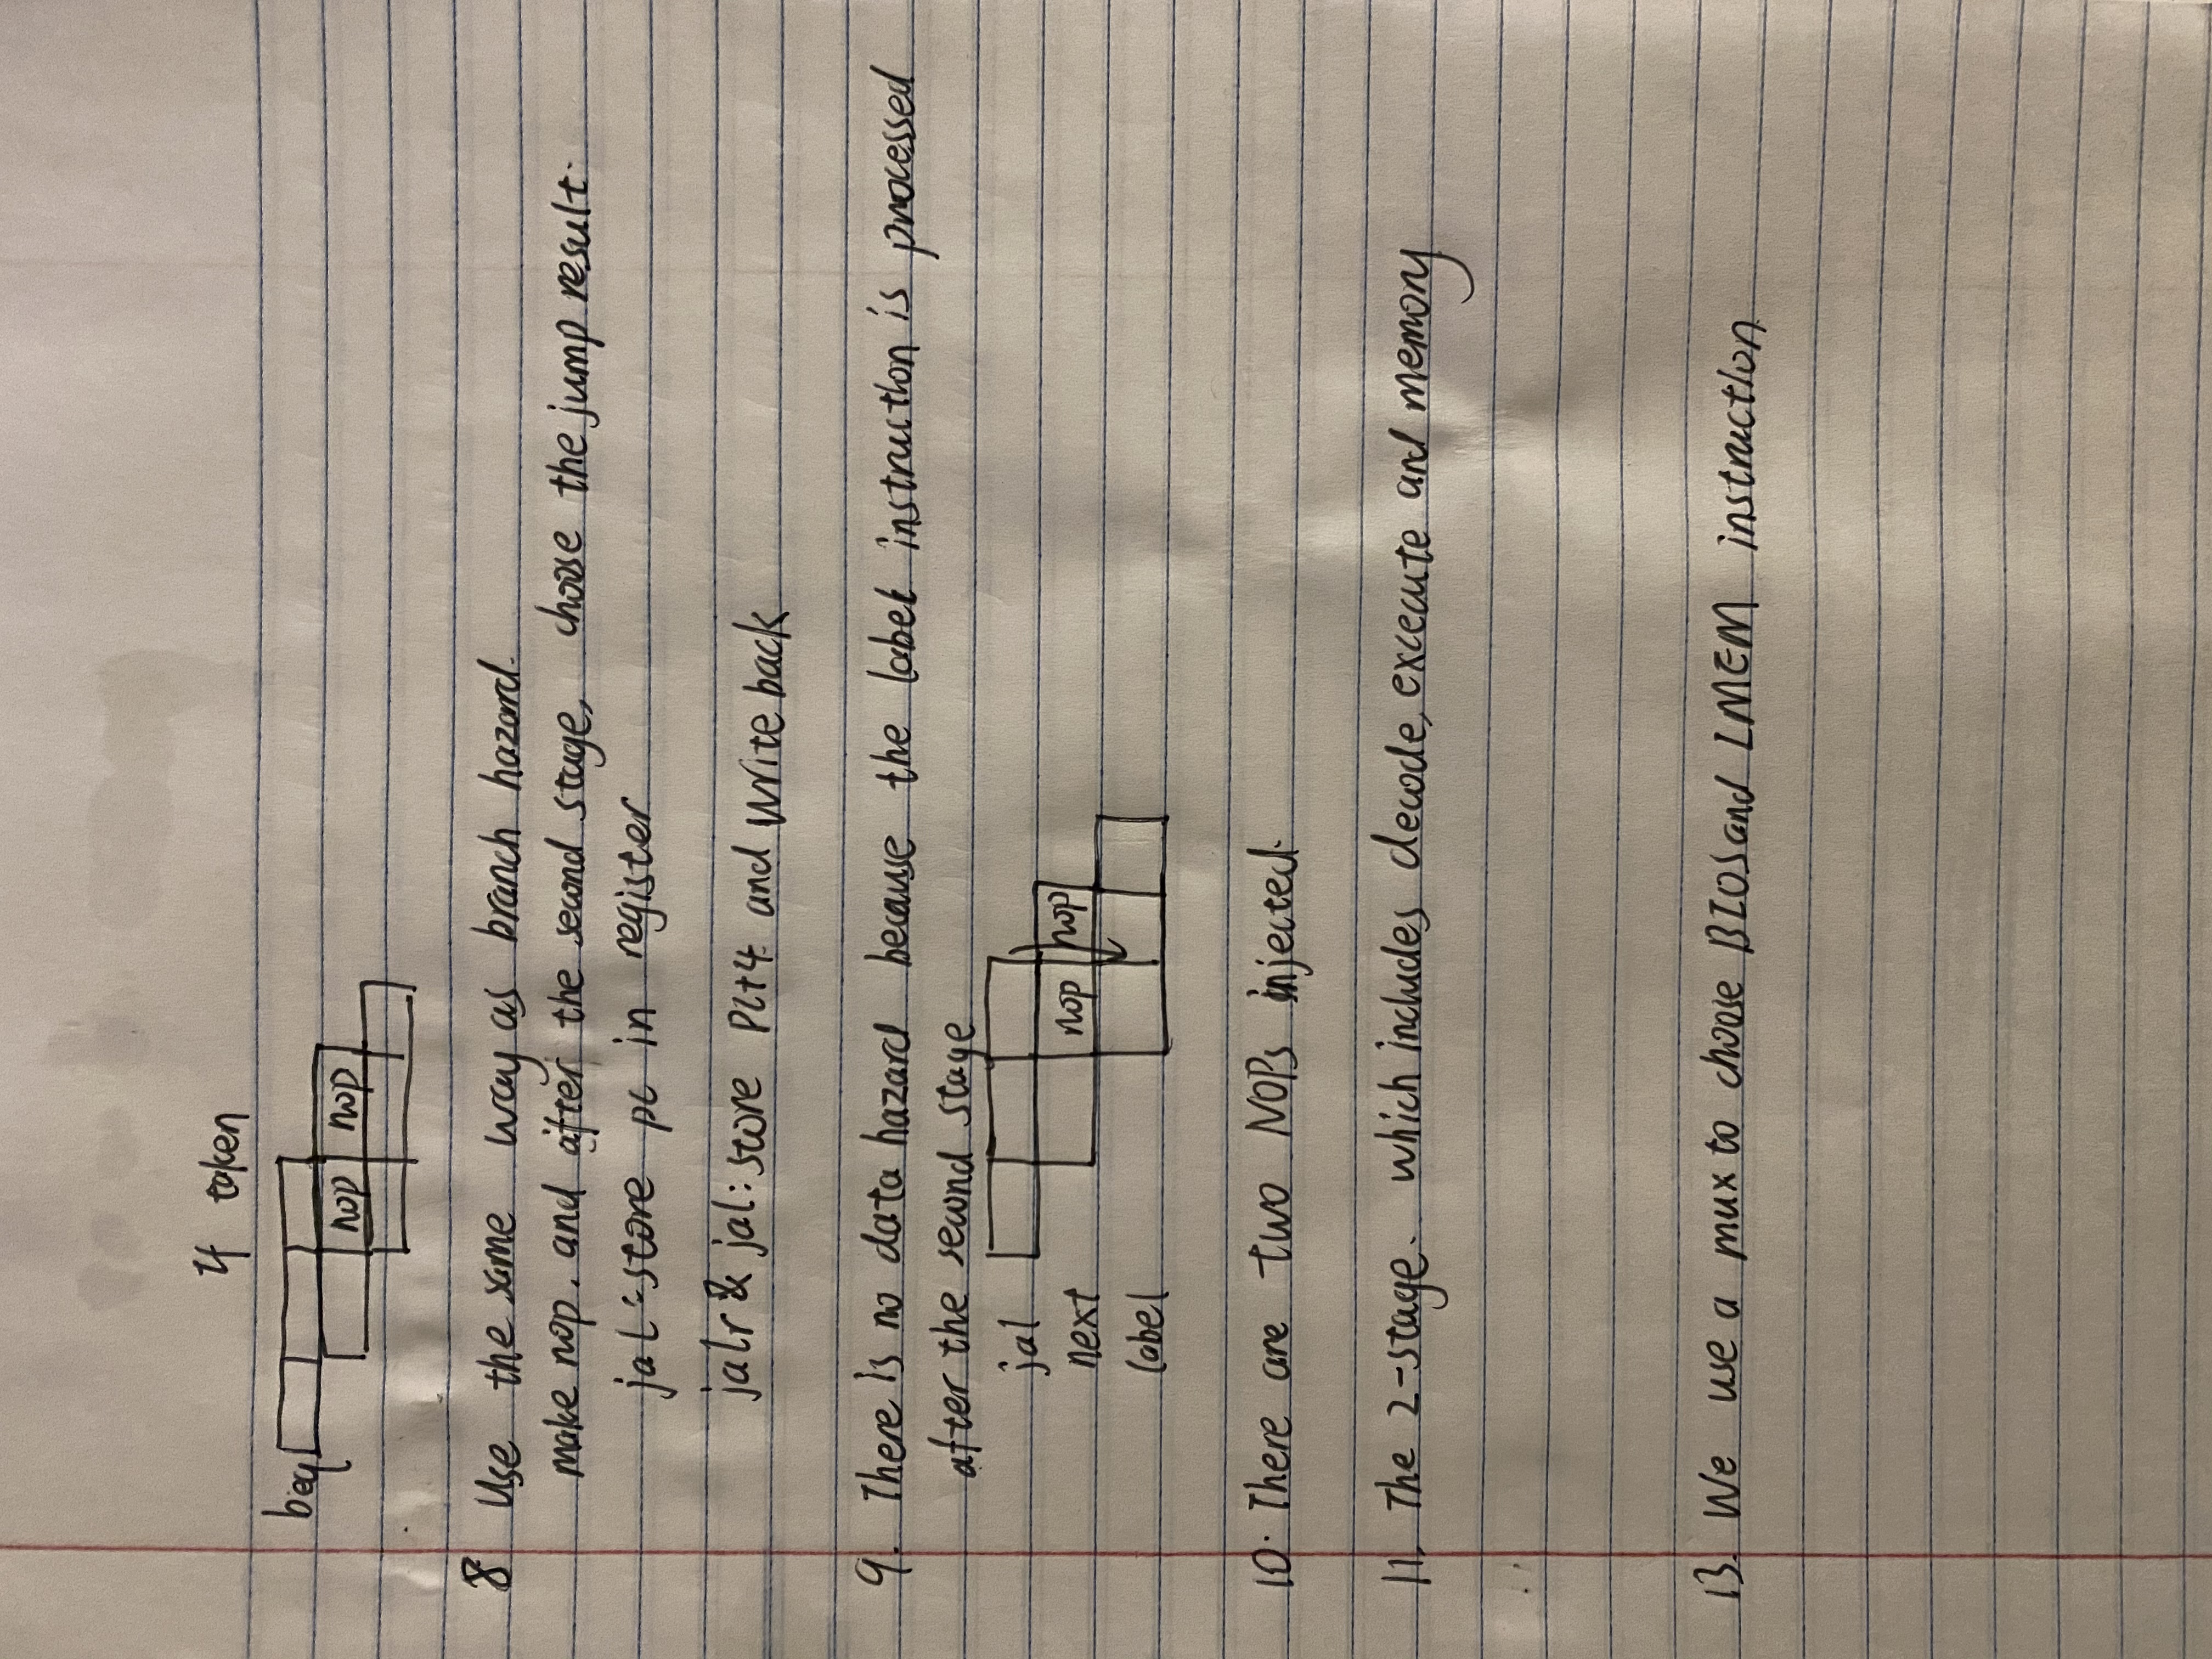 If taken
beq
nop nop
8 Use the same way as branch hazard.
make nop. and after the second stage, choose the jump result.
jal: store pc in register
jalr & jal: store PC+4 and write back
9. There is no data hazard because the label instruction is processed
after the second stage
jal
next nop nop
label
10. There are two NOPs injected.
11. The 2-stage. which includes decode, excecute and memory
13. We use a mux to choose BIOS and IMEM instruction